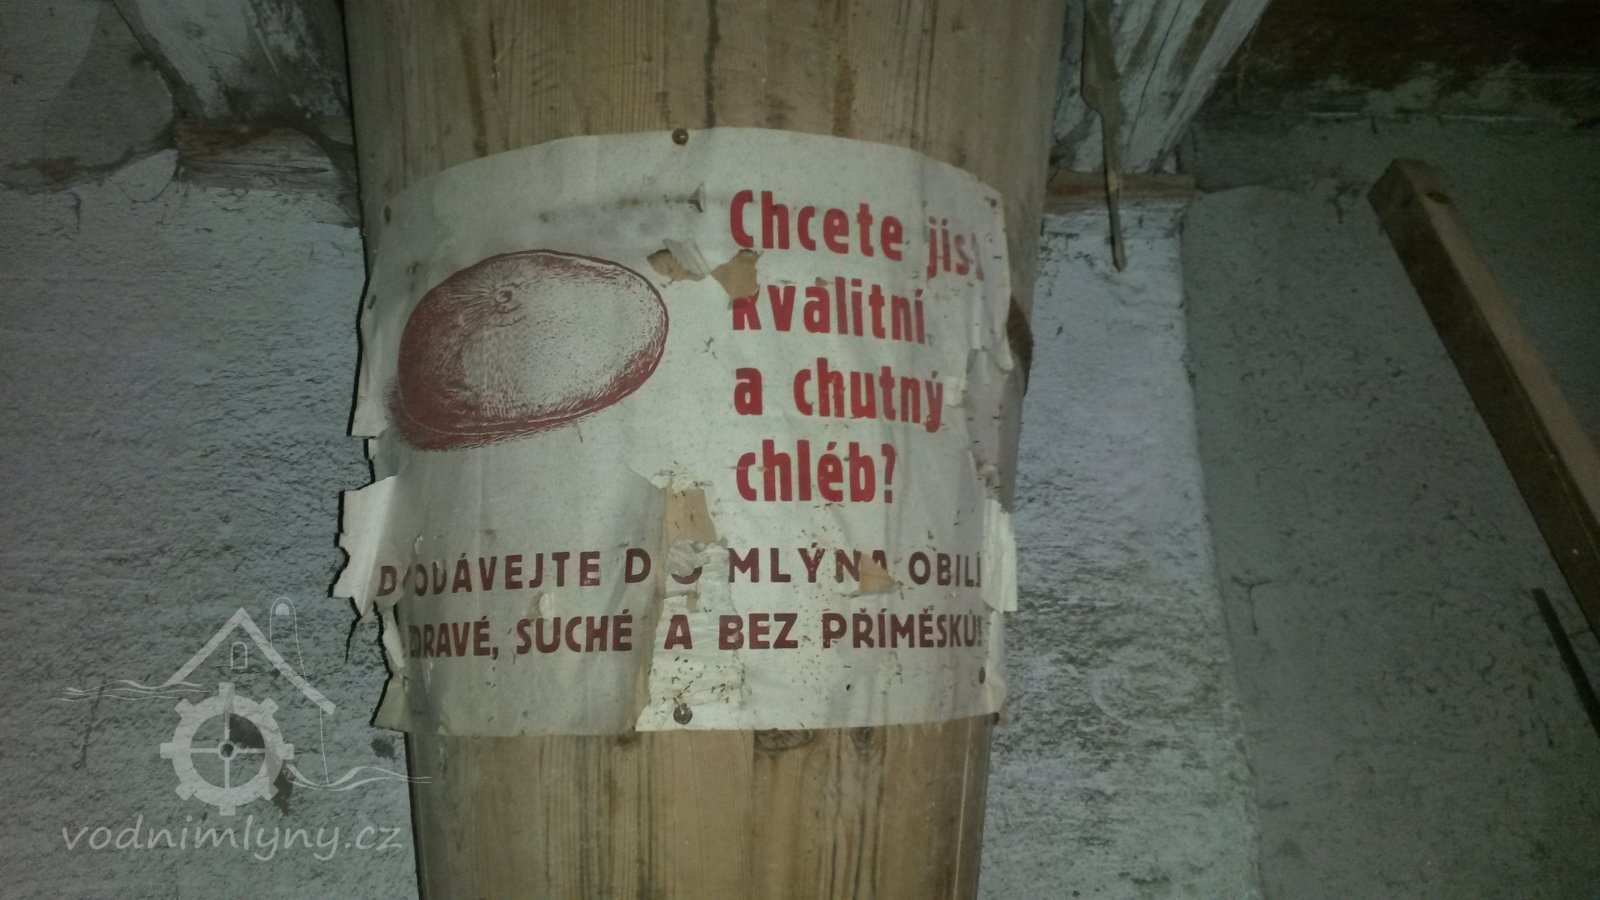 Chcete jíst
kvalitní
a chutný
chléb?
DODÁVEJTE DO MLÝNA OBILÍ
ZDRAVÉ, SUCHÉ A BEZ PŘÍMĚSKŮ!
vodnimlyny.cz